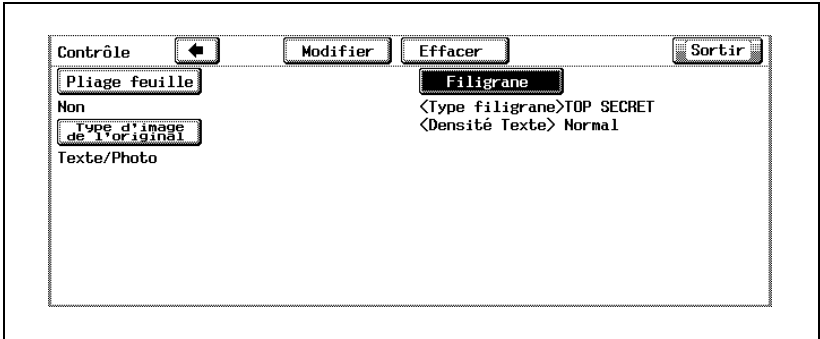 Contrôle Modifier Effacer Sortir
Pliage feuille Filigrane
Non <Type filigrane>TOP SECRET
Type d'image <Densité Texte> Normal
de l'original
Texte/Photo